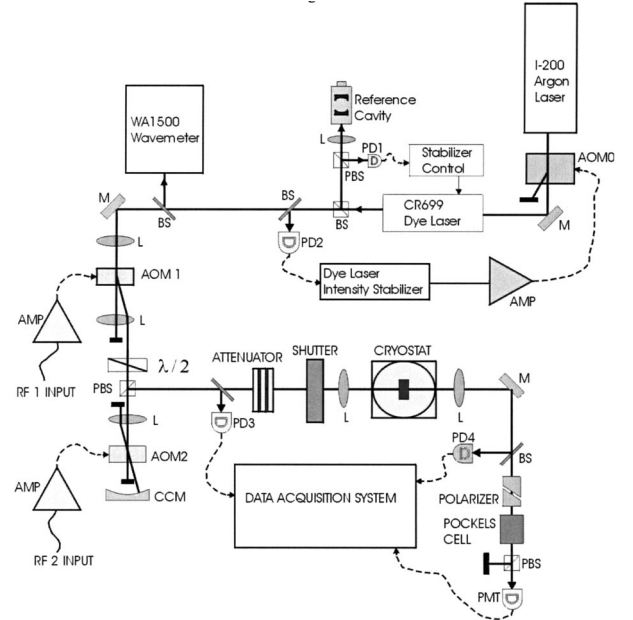 I-200
Argon
Laser
Reference
Cavity
WA1500
Wavemeter
L
PD1
D
PBS
Stabilizer
Control
AOM0
M
BS
BS
BS
CR699
Dye Laser
M
L
PD2
D
Dye Laser
Intensity Stabilizer
AMP
AOM 1
AMP
L
RF 1 INPUT
λ/2
PBS
ATTENUATOR
SHUTTER
CRYOSTAT
M
L
PD3
D
L
L
PD4
D
BS
AOM2
AMP
CCM
RF 2 INPUT
DATA ACQUISITION SYSTEM
POLARIZER
POCKELS
CELL
PBS
PMT
D